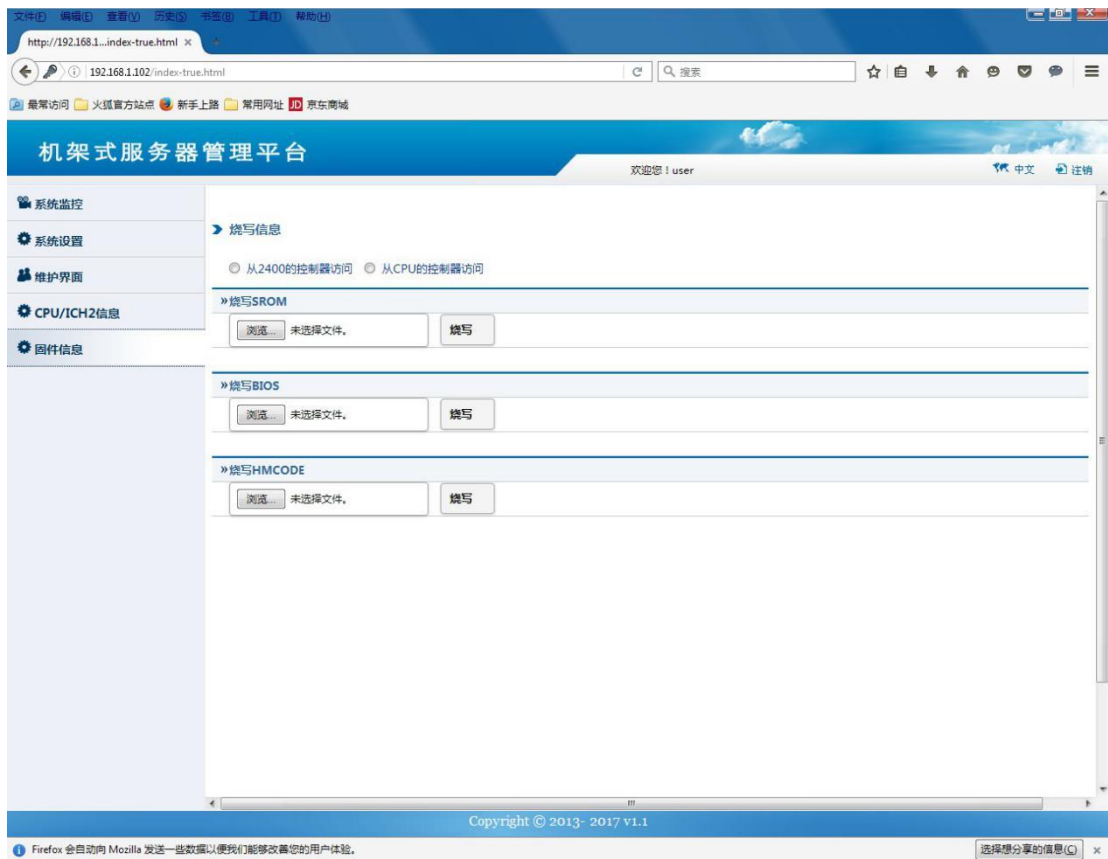 文件(F) 编辑(E) 查看(V) 历史(S) 书签(B) 工具(T) 帮助(H)
http://192.168.1...index-true.html ×
192.168.1.102/index-true.html 搜索
最常访问 火狐官方站点 新手上路 常用网址 JD 京东商城
机架式服务器管理平台
欢迎您！user 中文 注销
系统监控
系统设置
维护界面
CPU/ICH2信息
固件信息
烧写信息
从2400的控制器访问 从CPU的控制器访问
»烧写SROM
浏览... 未选择文件。 烧写
»烧写BIOS
浏览... 未选择文件。 烧写
»烧写HMCODE
浏览... 未选择文件。 烧写
Copyright © 2013- 2017 v1.1
Firefox 会自动向 Mozilla 发送一些数据以便我们能够改善您的用户体验。 选择想分享的信息(C) ×